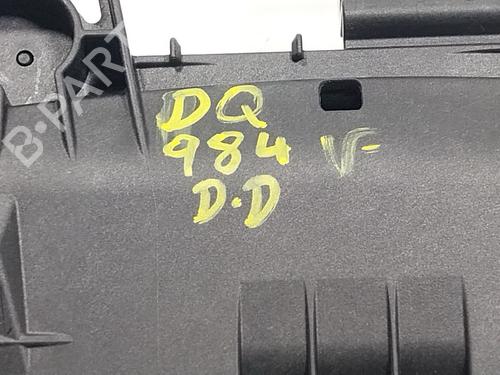 B-PART
DQ
984 V-
D.D